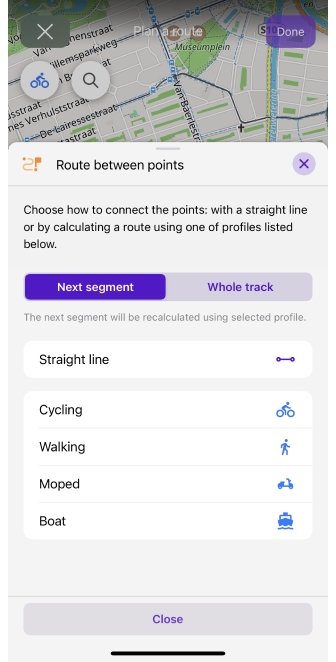 Plan a route
Done
Museumplein
Willemsparkweg
Van Baerlestraat
nes Verhulststraat
De Lairessestraat
Route between points
Choose how to connect the points: with a straight line
or by calculating a route using one of profiles listed
below.
Next segment
Whole track
The next segment will be recalculated using selected profile.
Straight line
Cycling
Walking
Moped
Boat
Close